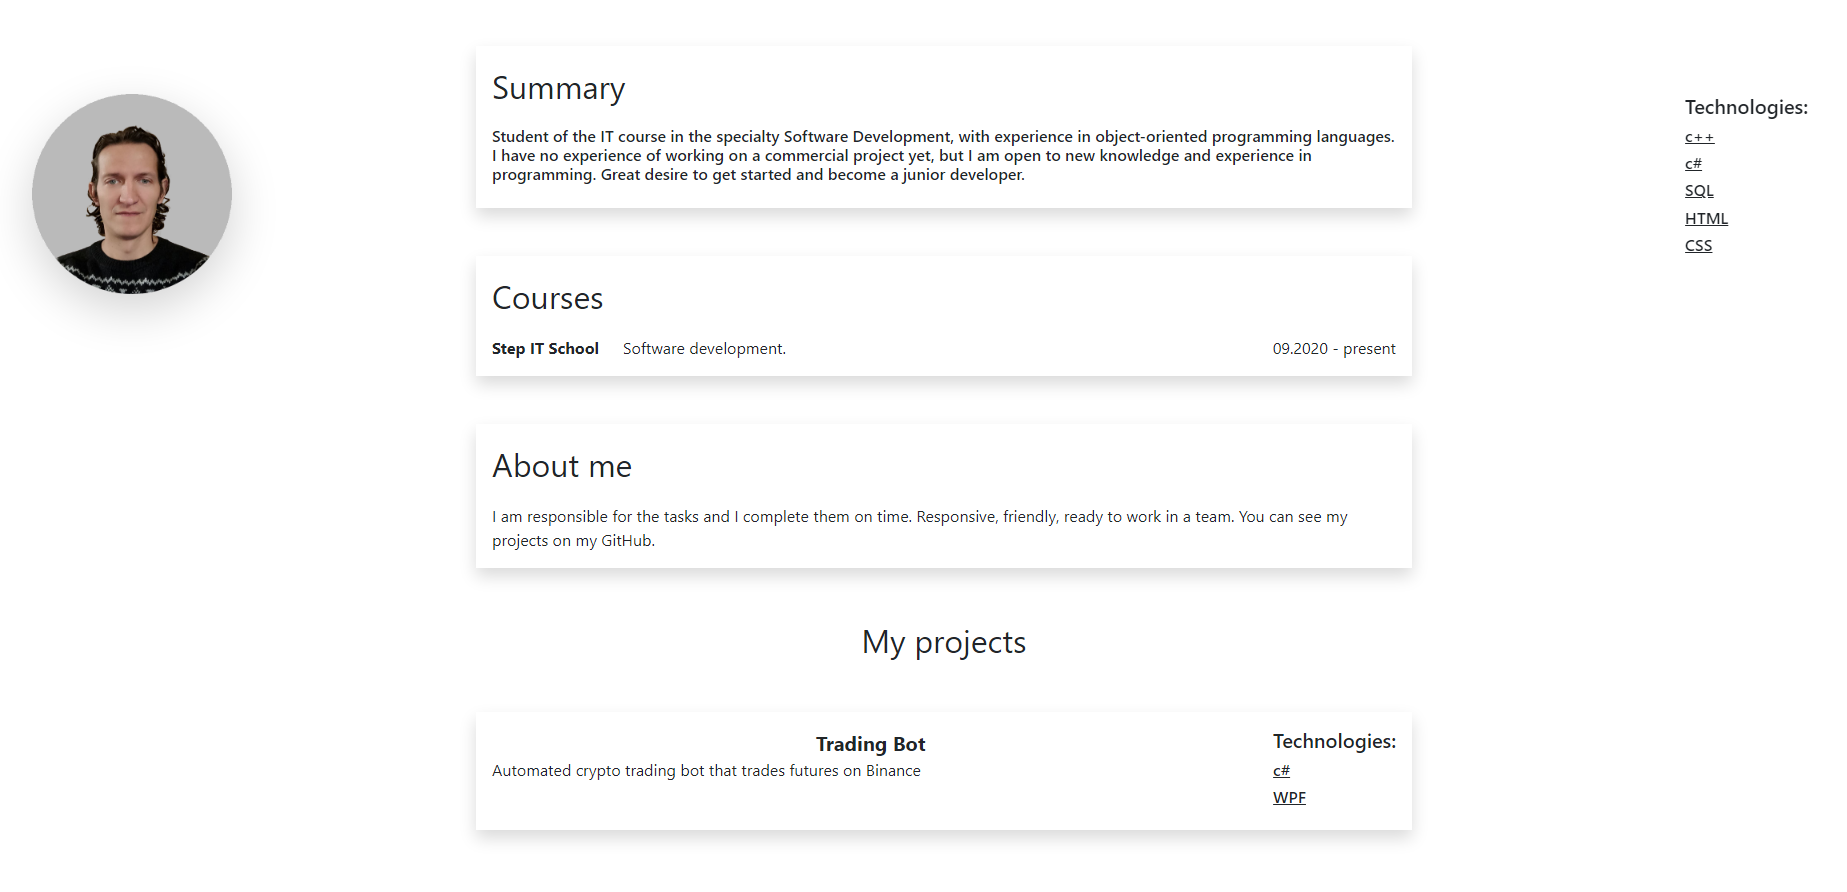 Summary
Student of the IT course in the specialty Software Development, with experience in object-oriented programming languages.
I have no experience of working on a commercial project yet, but I am open to new knowledge and experience in
programming. Great desire to get started and become a junior developer.
Technologies:
c++
c#
SQL
HTML
CSS
Courses
Step IT School Software development. 09.2020 - present
About me
I am responsible for the tasks and I complete them on time. Responsive, friendly, ready to work in a team. You can see my
projects on my GitHub.
My projects
Trading Bot
Automated crypto trading bot that trades futures on Binance
Technologies:
c#
WPF